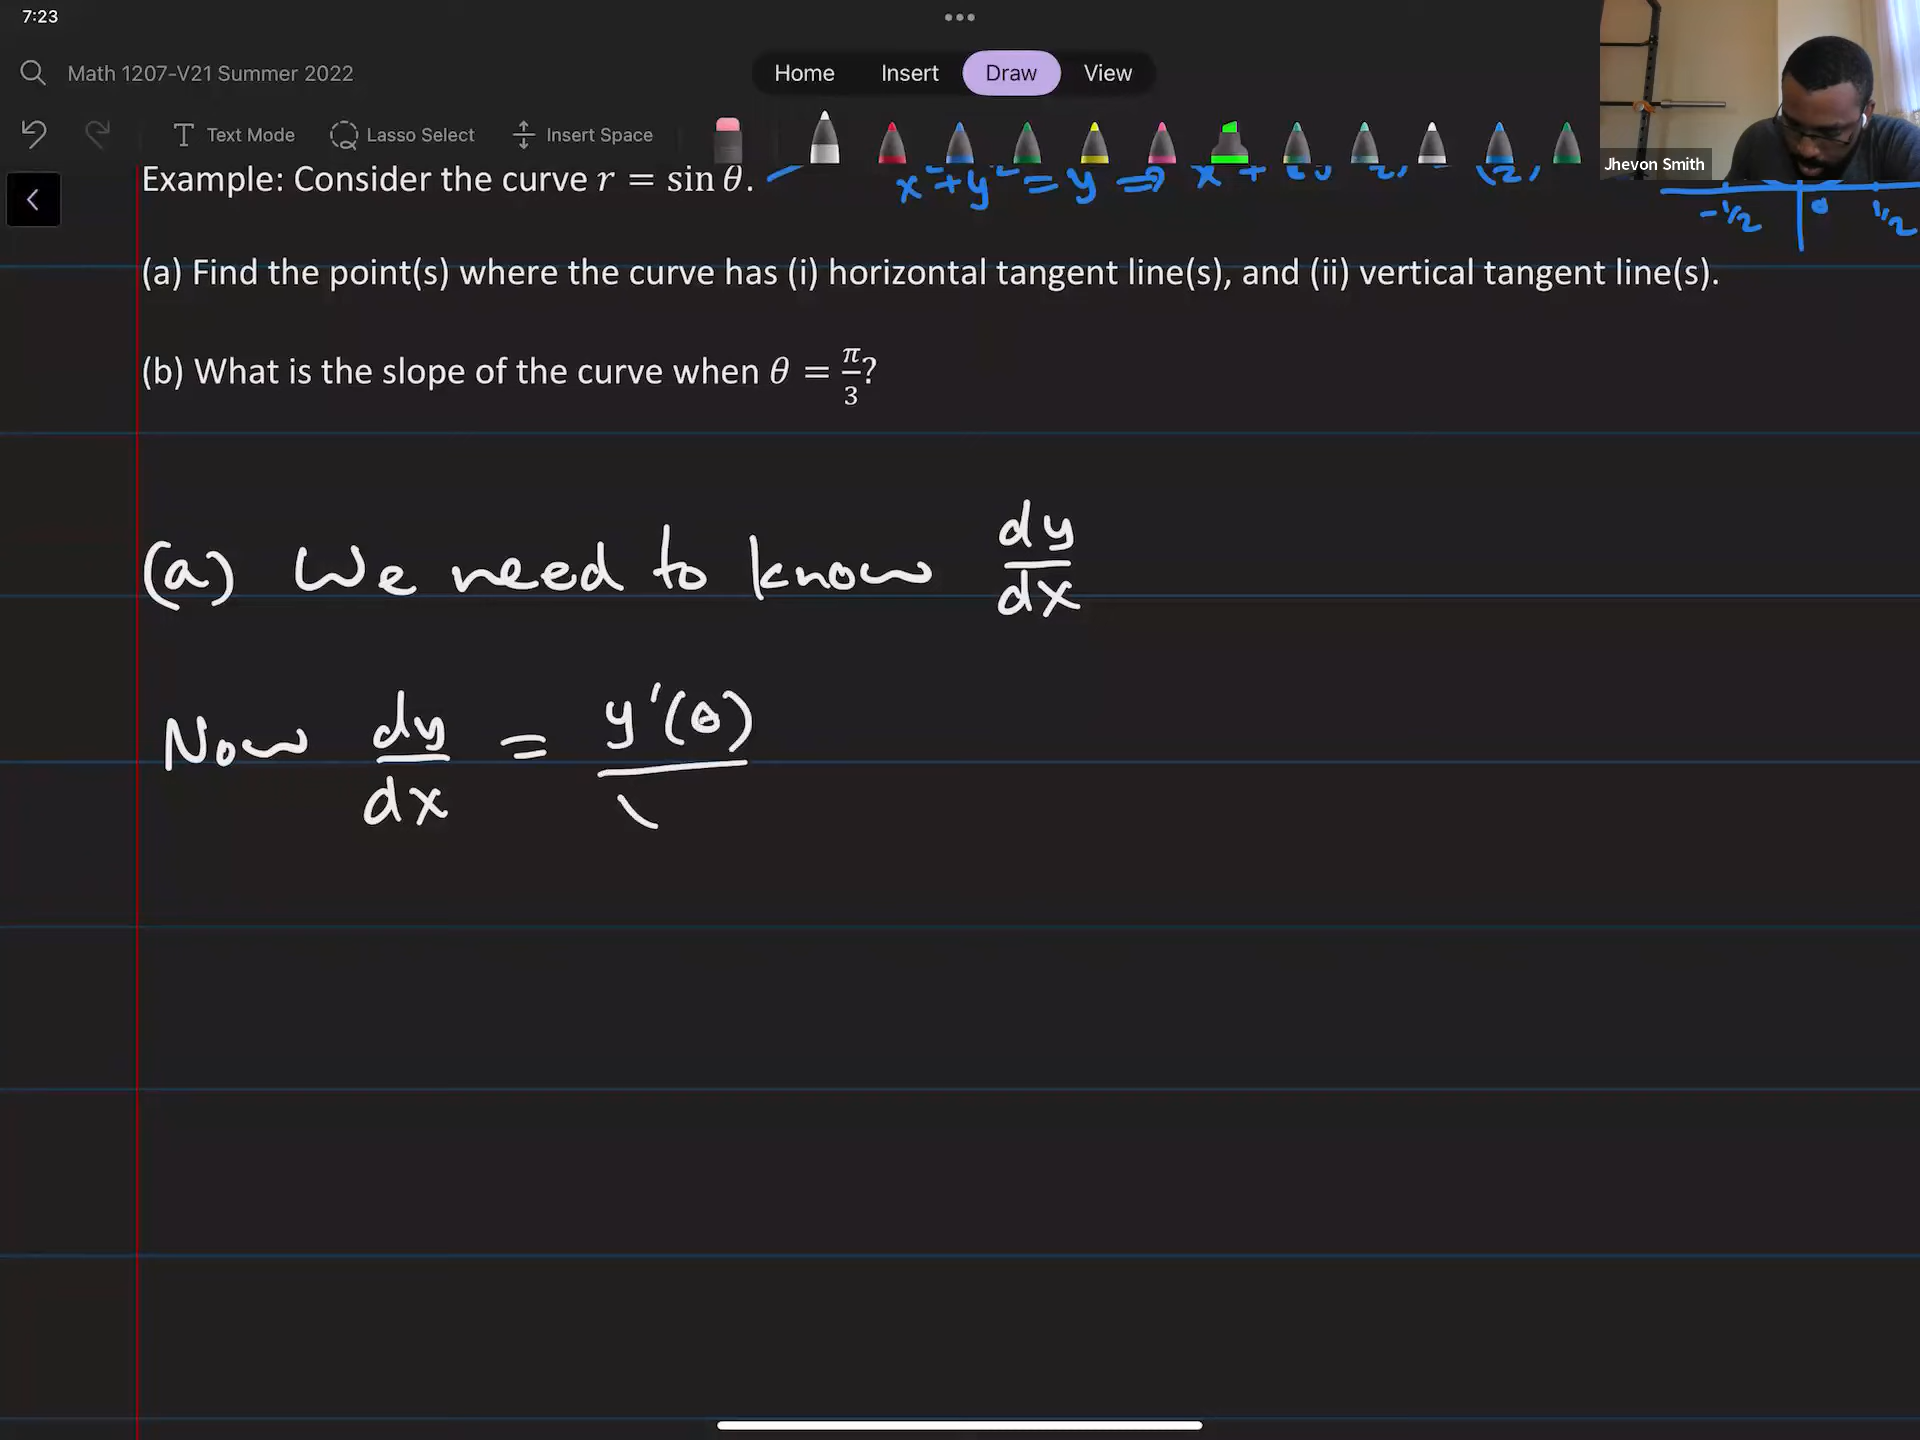 7:23
Math 1207-V21 Summer 2022
Home Insert Draw View
Text Mode Lasso Select Insert Space
Jhevon Smith
Example: Consider the curve r = sin θ.
x² + y² = y ⇒ x +
-1/2 0 1/2
(a) Find the point(s) where the curve has (i) horizontal tangent line(s), and (ii) vertical tangent line(s).
(b) What is the slope of the curve when θ = π/3?
(a) We need to know dy/dx
Now dy/dx = y'(θ)